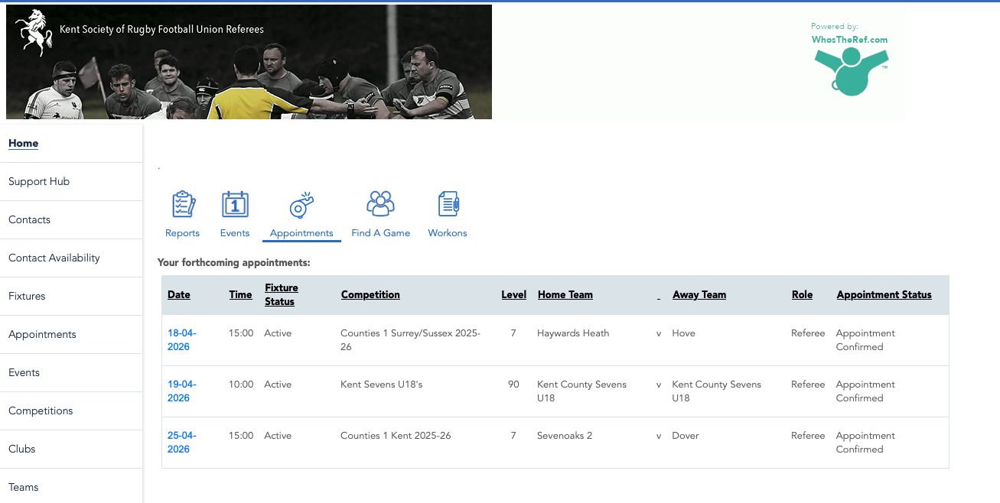 Kent Society of Rugby Football Union Referees
Powered by:
WhosTheRef.com
TM
Home
Support Hub
Contacts
Contact Availability
Fixtures
Appointments
Events
Competitions
Clubs
Teams
.
1
Reports Events Appointments Find A Game Workons
Your forthcoming appointments:
Date Time Fixture Status Competition Level Home Team _ Away Team Role Appointment Status
18-04-2026 15:00 Active Counties 1 Surrey/Sussex 2025-26 7 Haywards Heath v Hove Referee Appointment Confirmed
19-04-2026 10:00 Active Kent Sevens U18's 90 Kent County Sevens U18 v Kent County Sevens U18 Referee Appointment Confirmed
25-04-2026 15:00 Active Counties 1 Kent 2025-26 7 Sevenoaks 2 v Dover Referee Appointment Confirmed